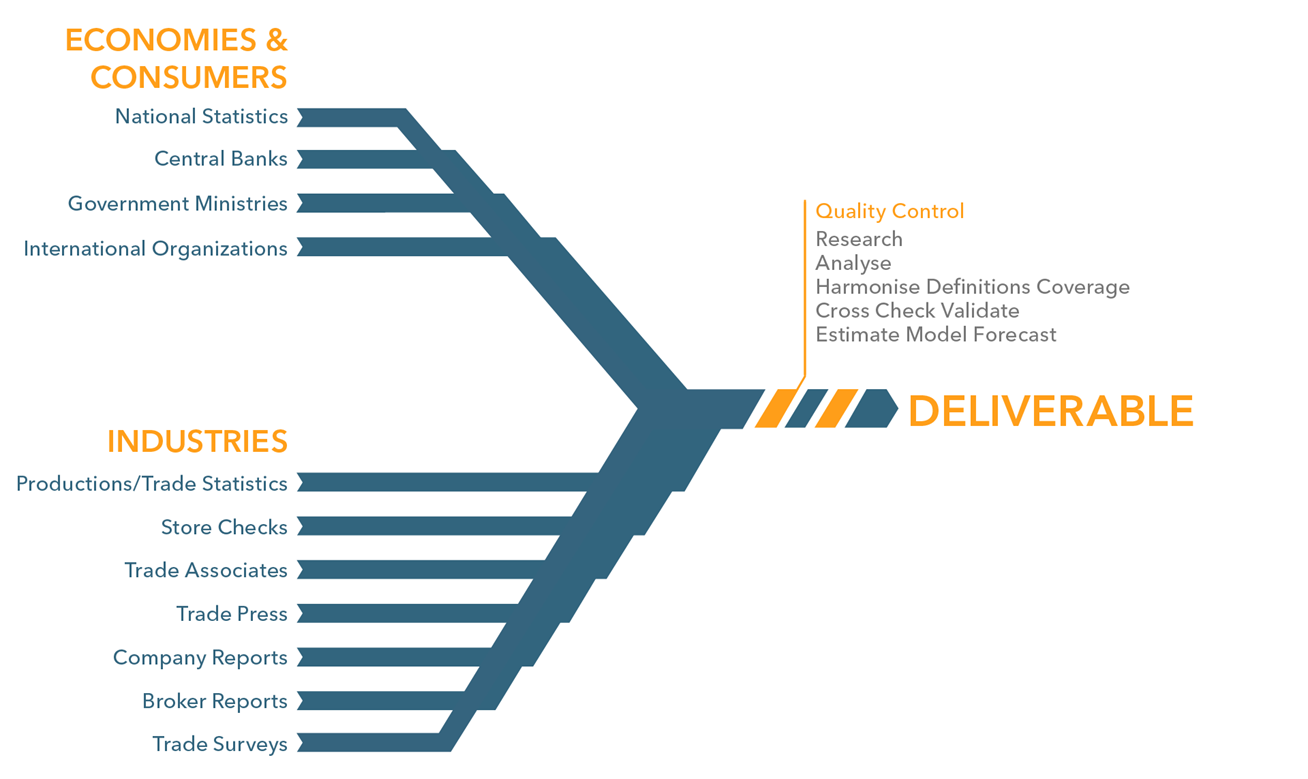 ECONOMIES &
CONSUMERS
National Statistics
Central Banks
Government Ministries
International Organizations
INDUSTRIES
Productions/Trade Statistics
Store Checks
Trade Associates
Trade Press
Company Reports
Broker Reports
Trade Surveys
Quality Control
Research
Analyse
Harmonise Definitions Coverage
Cross Check Validate
Estimate Model Forecast
DELIVERABLE